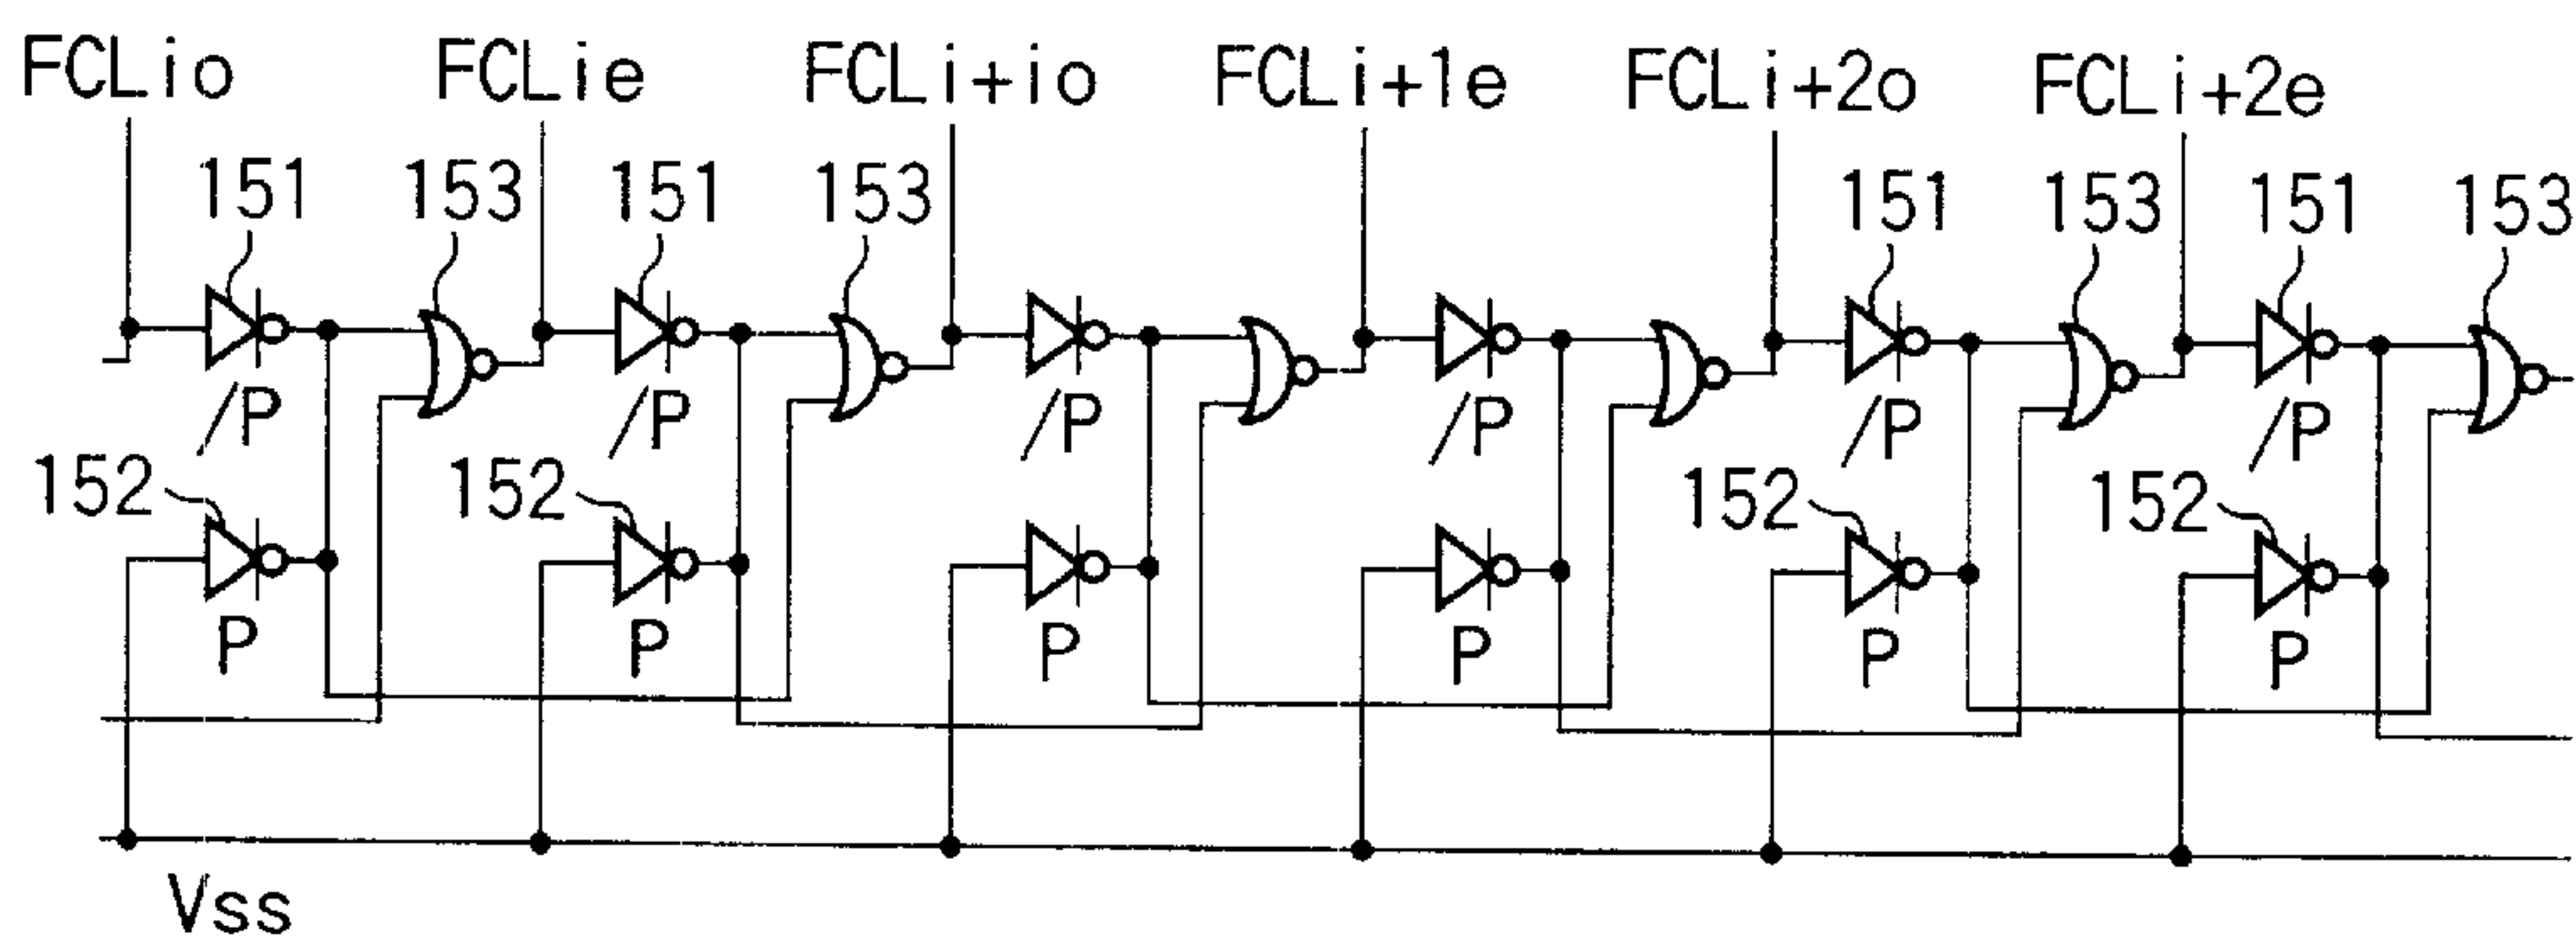 FCLio FCLie FCLi+io FCLi+1e FCLi+2o FCLi+2e
151 153 151 153 151 153 151 153
/P /P /P /P /P /P
152 152 152 152
P P P P P P
Vss